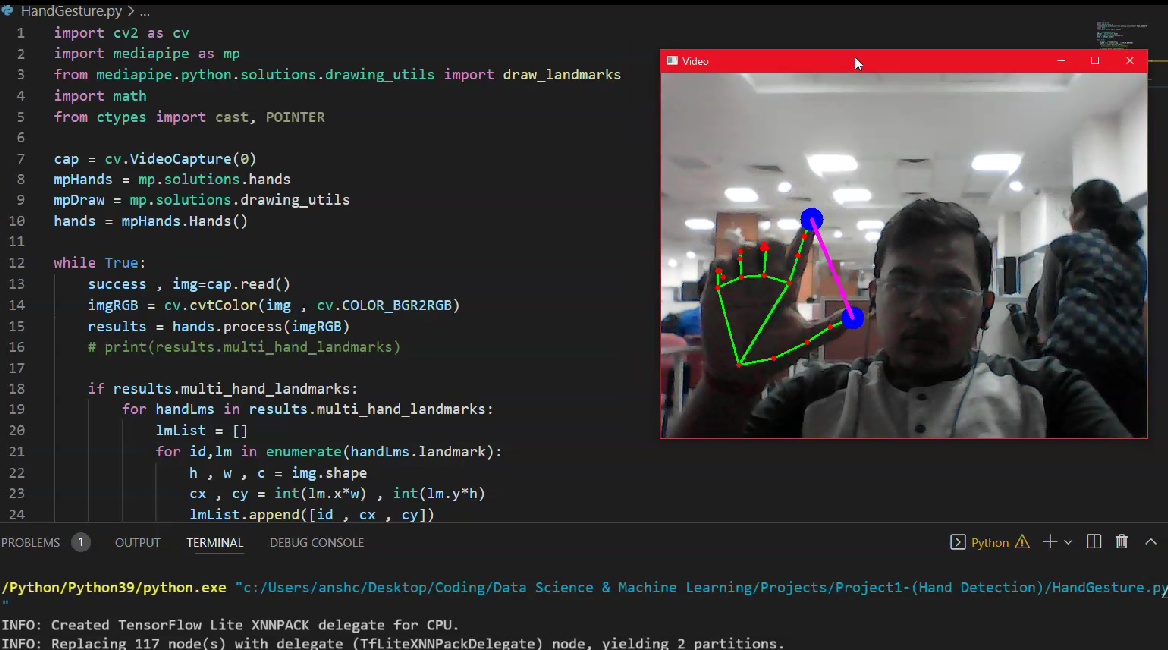 HandGesture.py > ...
1 import cv2 as cv
2 import mediapipe as mp
3 from mediapipe.python.solutions.drawing_utils import draw_landmarks
4 import math
5 from ctypes import cast, POINTER
6
7 cap = cv.VideoCapture(0)
8 mpHands = mp.solutions.hands
9 mpDraw = mp.solutions.drawing_utils
10 hands = mpHands.Hands()
11
12 while True:
13 success , img=cap.read()
14 imgRGB = cv.cvtColor(img , cv.COLOR_BGR2RGB)
15 results = hands.process(imgRGB)
16 # print(results.multi_hand_landmarks)
17
18 if results.multi_hand_landmarks:
19 for handLms in results.multi_hand_landmarks:
20 lmList = []
21 for id,lm in enumerate(handLms.landmark):
22 h , w , c = img.shape
23 cx , cy = int(lm.x*w) , int(lm.y*h)
24 lmList.append([id , cx , cy])
Video
PROBLEMS 1 OUTPUT TERMINAL DEBUG CONSOLE Python
/Python/Python39/python.exe "c:/Users/anshc/Desktop/Coding/Data Science & Machine Learning/Projects/Project1-(Hand Detection)/HandGesture.py
"
INFO: Created TensorFlow Lite XNNPACK delegate for CPU.
INFO: Replacing 117 node(s) with delegate (TfLiteXNNPackDelegate) node, yielding 2 partitions.